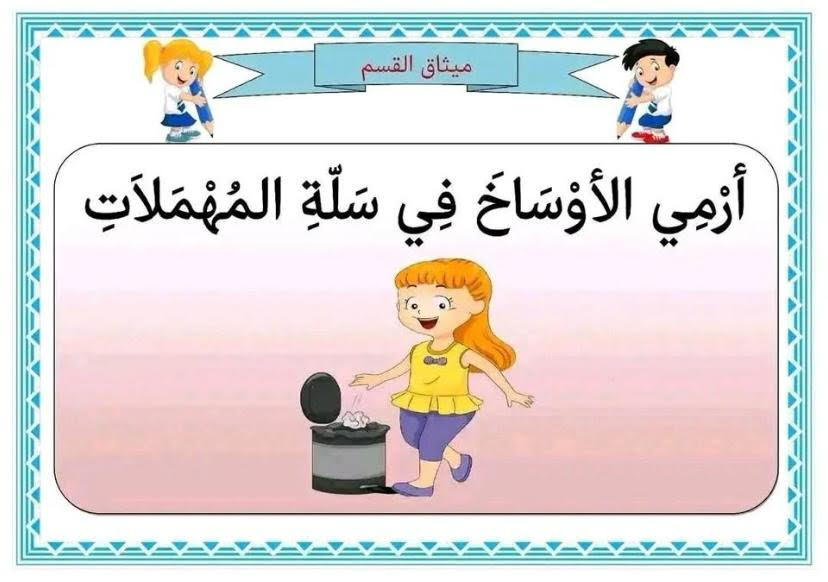 ميثاق القسم
أرْمِي الأوْسَاخَ فِي سَلّةِ المُهْمَلاَتِ